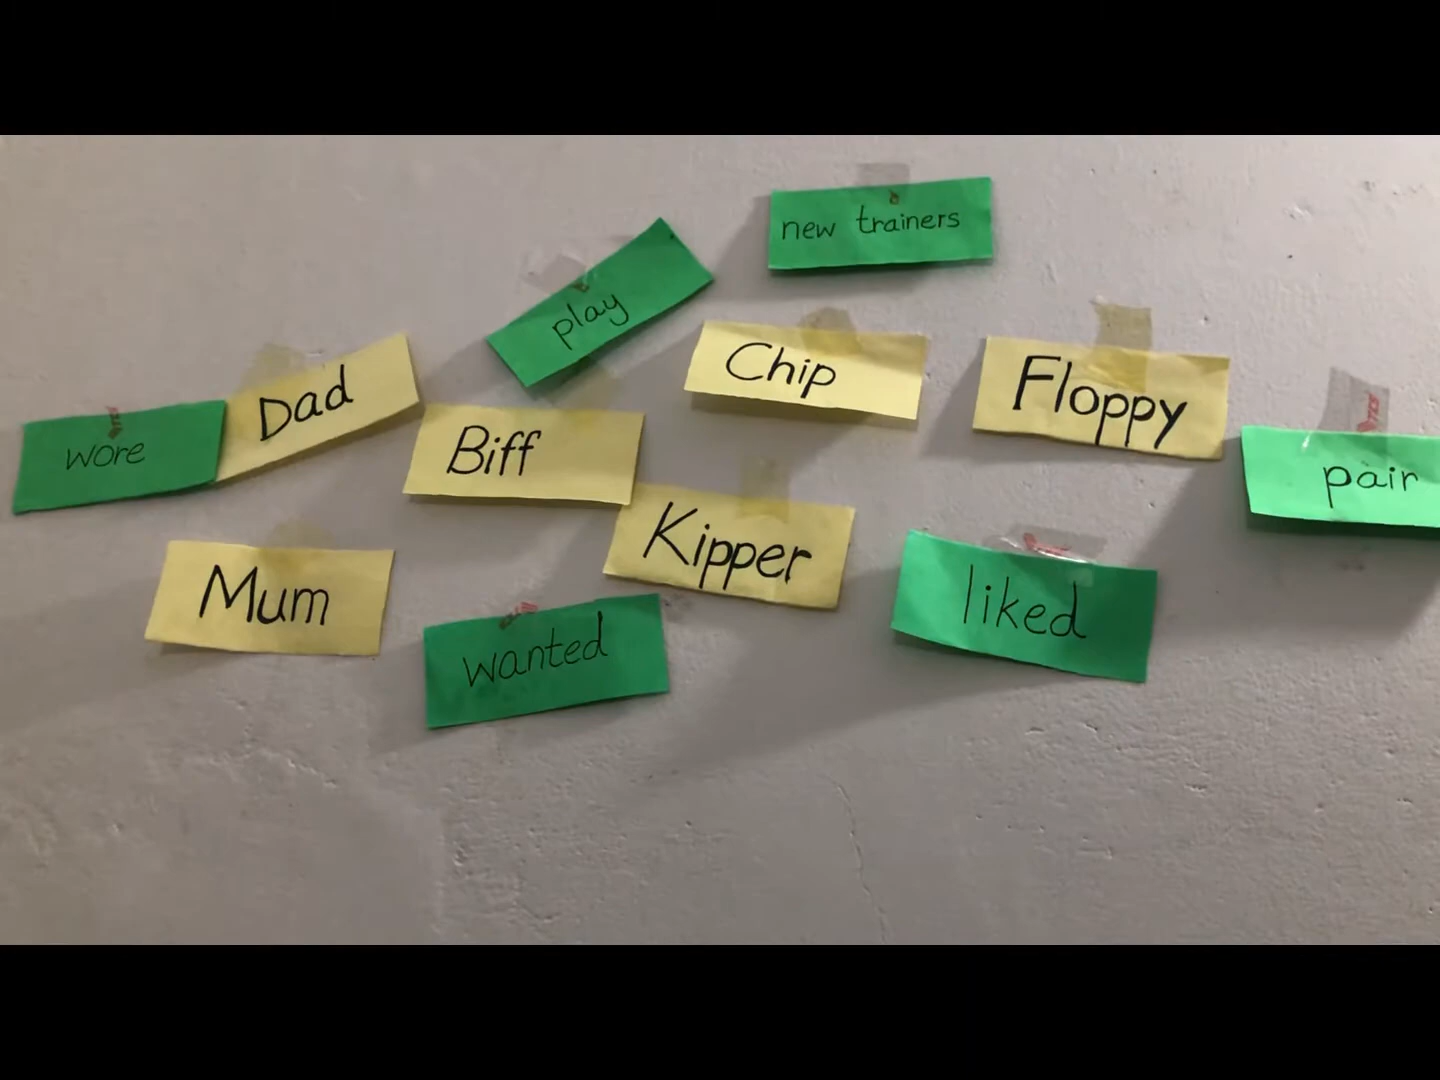 new trainers
play
Chip
Floppy
Dad
wore
Biff
pair
Kipper
Mum
liked
wanted